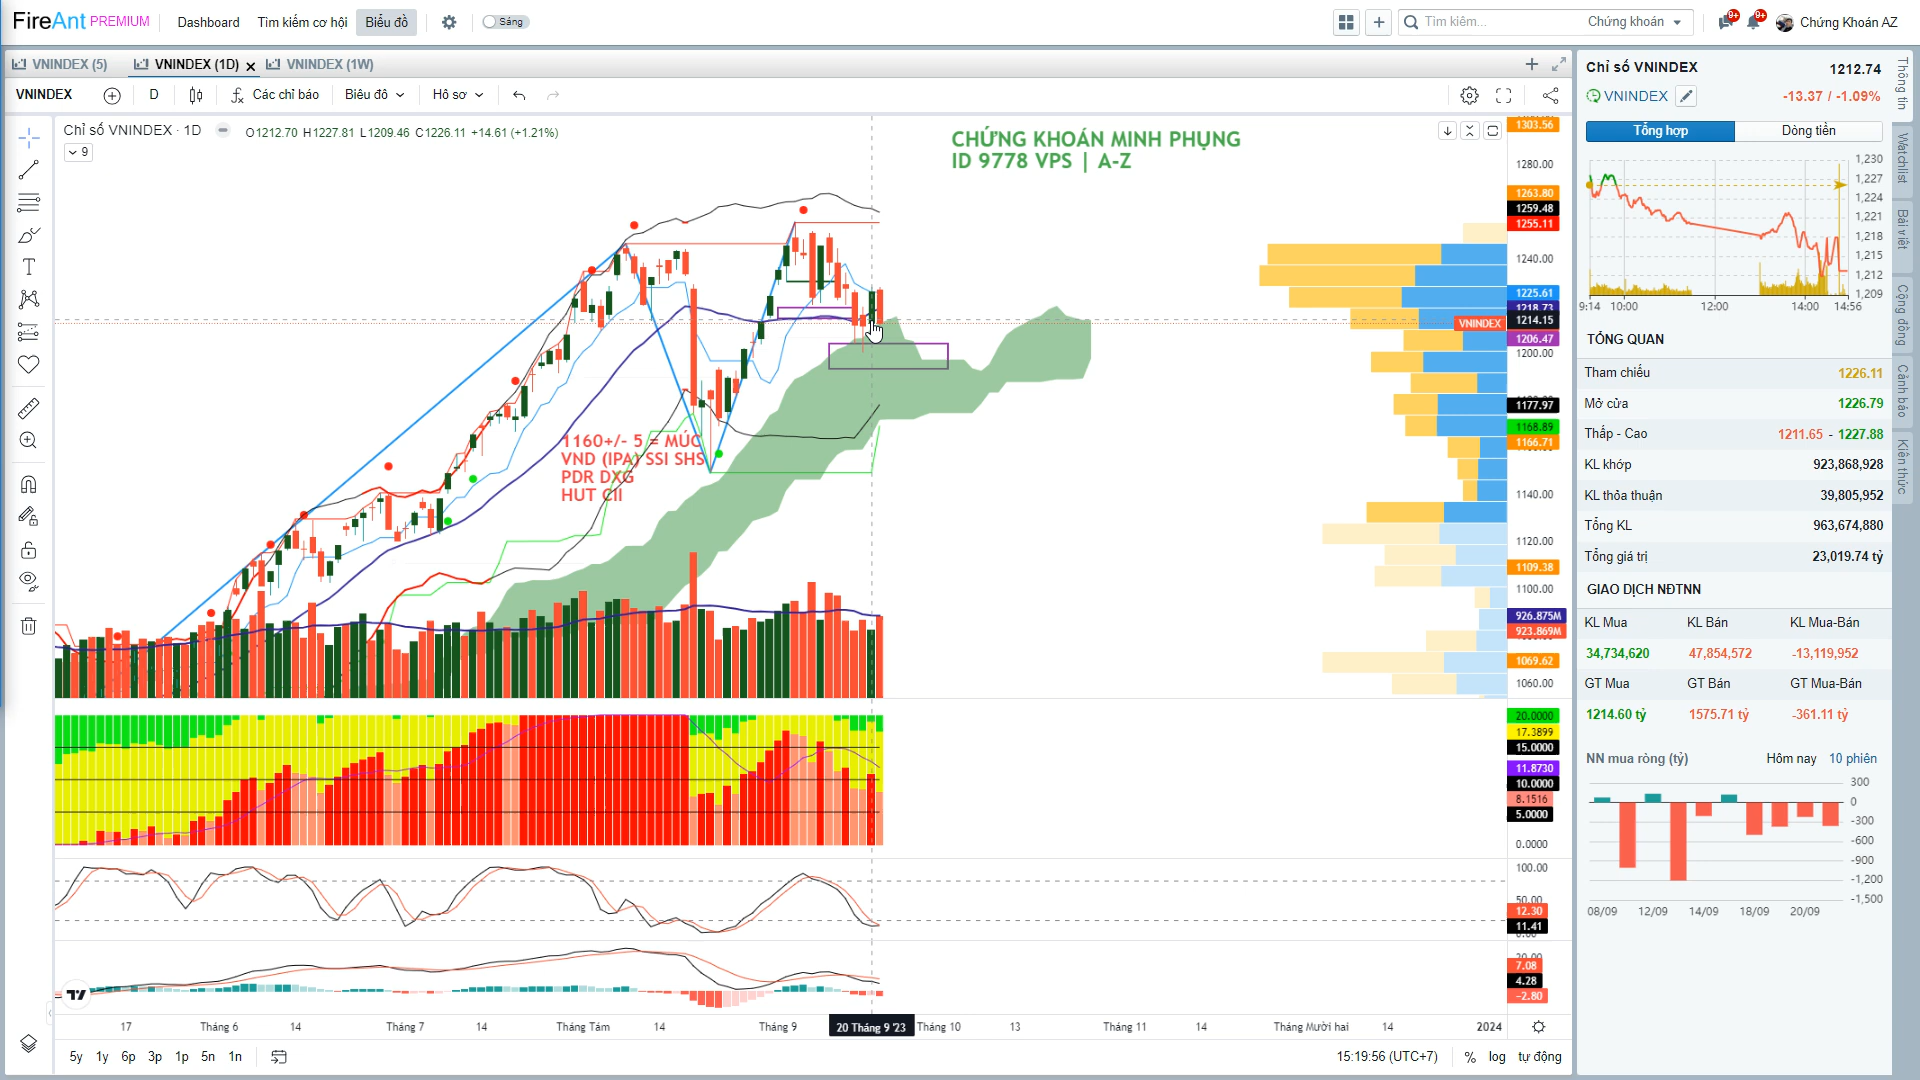 FireAnt PREMIUM
Dashboard
Tìm kiếm cơ hội
Biểu đồ
Sáng
Tìm kiếm...
Chứng khoán
9+
9+
Chứng Khoán AZ
VNINDEX (5)
VNINDEX (1D)
VNINDEX (1W)
VNINDEX
D
Các chỉ báo
Biểu đồ
Hồ sơ
Chỉ số VNINDEX · 1D
O1212.70 H1227.81 L1209.46 C1226.11 +14.61 (+1.21%)
9
CHỨNG KHOÁN MINH PHỤNG
ID 9778 VPS | A-Z
1160+/- 5 = MÚC
VND (IPA) SSI SHS
PDR DXG
HUT CII
1303.56
1280.00
1263.80
1259.48
1255.11
1240.00
1225.61
1218.73
1214.15
VNINDEX
1206.47
1200.00
1177.97
1168.89
1166.71
1140.00
1120.00
1109.38
1100.00
926.875M
923.869M
1069.62
1060.00
20.0000
17.3899
15.0000
11.8730
10.0000
8.1516
5.0000
0.0000
100.00
50.00
12.30
11.41
20.00
7.08
4.28
-2.80
17
Tháng 6
14
Tháng 7
14
Tháng Tám
14
Tháng 9
20 Tháng 9 '23
Tháng 10
13
Tháng 11
14
Tháng Mười hai
14
2024
5y 1y 6p 3p 1p 5n 1n
15:19:56 (UTC+7)
%
log
tự động
Chỉ số VNINDEX
1212.74
VNINDEX
-13.37 / -1.09%
Tổng hợp
Dòng tiền
1,230
1,227
1,224
1,221
1,218
1,215
1,212
1,209
9:14 10:00 12:00 14:00 14:56
TỔNG QUAN
Tham chiếu 1226.11
Mở cửa 1226.79
Thấp - Cao 1211.65 - 1227.88
KL khớp 923,868,928
KL thỏa thuận 39,805,952
Tổng KL 963,674,880
Tổng giá trị 23,019.74 tỷ
GIAO DỊCH NĐTNN
KL Mua KL Bán KL Mua-Bán
34,734,620 47,854,572 -13,119,952
GT Mua GT Bán GT Mua-Bán
1214.60 tỷ 1575.71 tỷ -361.11 tỷ
NN mua ròng (tỷ)
Hôm nay
10 phiên
300
0
-300
-600
-900
-1,200
-1,500
08/09 12/09 14/09 18/09 20/09
Thông tin
Watchlist
Bài viết
Cộng đồng
Cảnh báo
Kiến thức